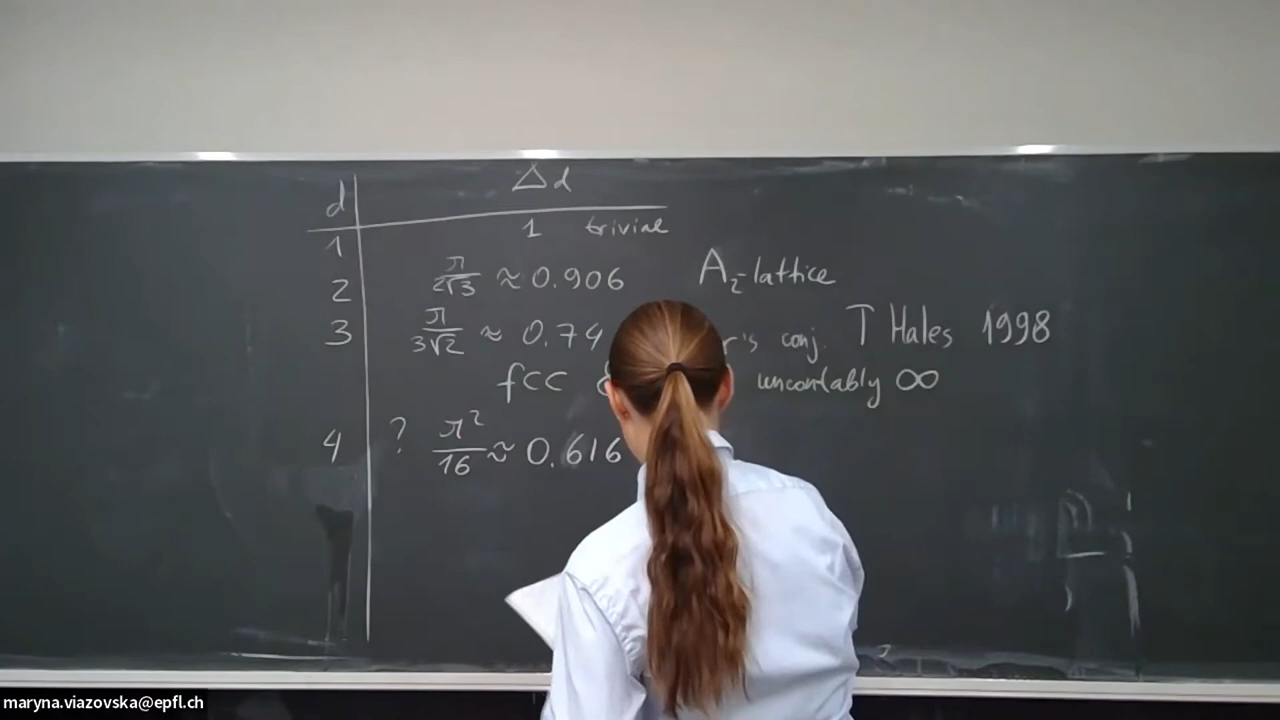 d Δd
1 1 trivial
2 π/2√3 ≈ 0.906 A₂-lattice
3 π/3√2 ≈ 0.74 r's conj. T Hales 1998
fcc & uncontably ∞
4 ? π²/16 ≈ 0.616
maryna.viazovska@epfl.ch